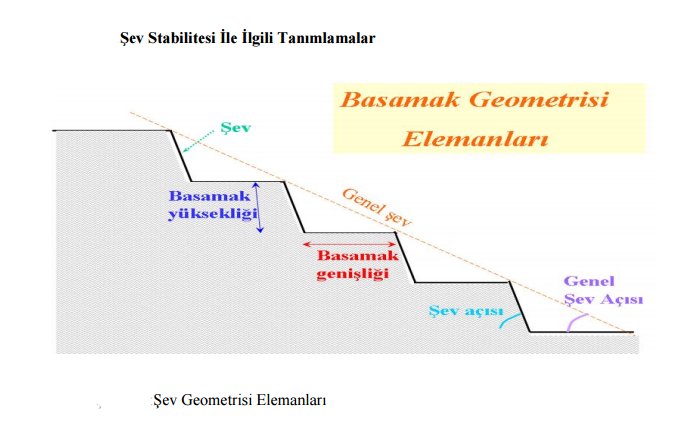 Şev Stabilitesi İle İlgili Tanımlamalar
Basamak Geometrisi
Elemanları
Şev
Basamak
yüksekliği
Genel şev
Basamak
genişliği
Genel
Şev Açısı
Şev açısı
Şev Geometrisi Elemanları